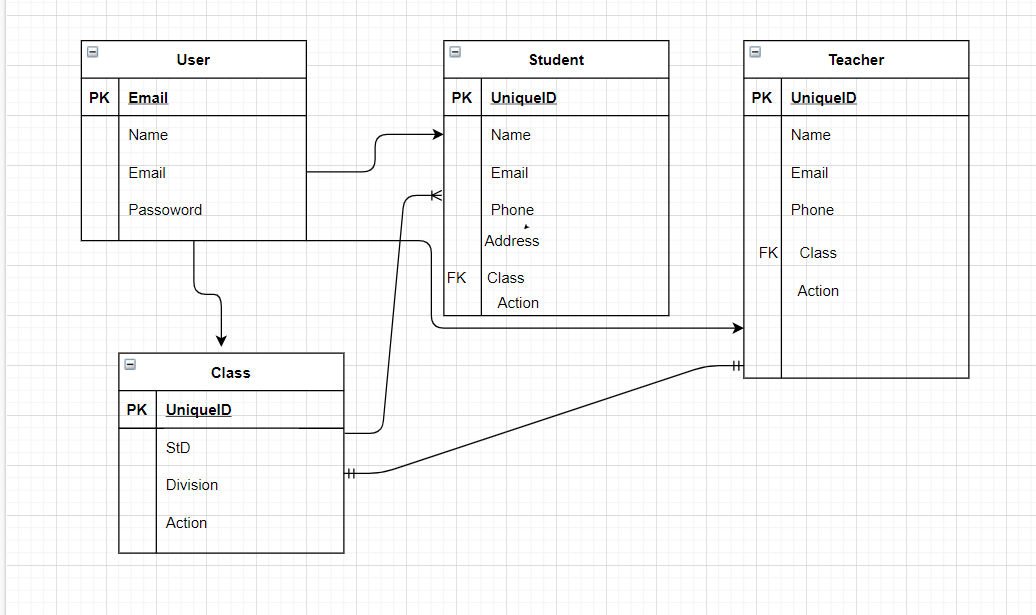 User
PK Email
Name
Email
Passoword
Student
PK UniqueID
Name
Email
Phone
Address
FK Class
Action
Teacher
PK UniqueID
Name
Email
Phone
FK Class
Action
Class
PK UniqueID
StD
Division
Action